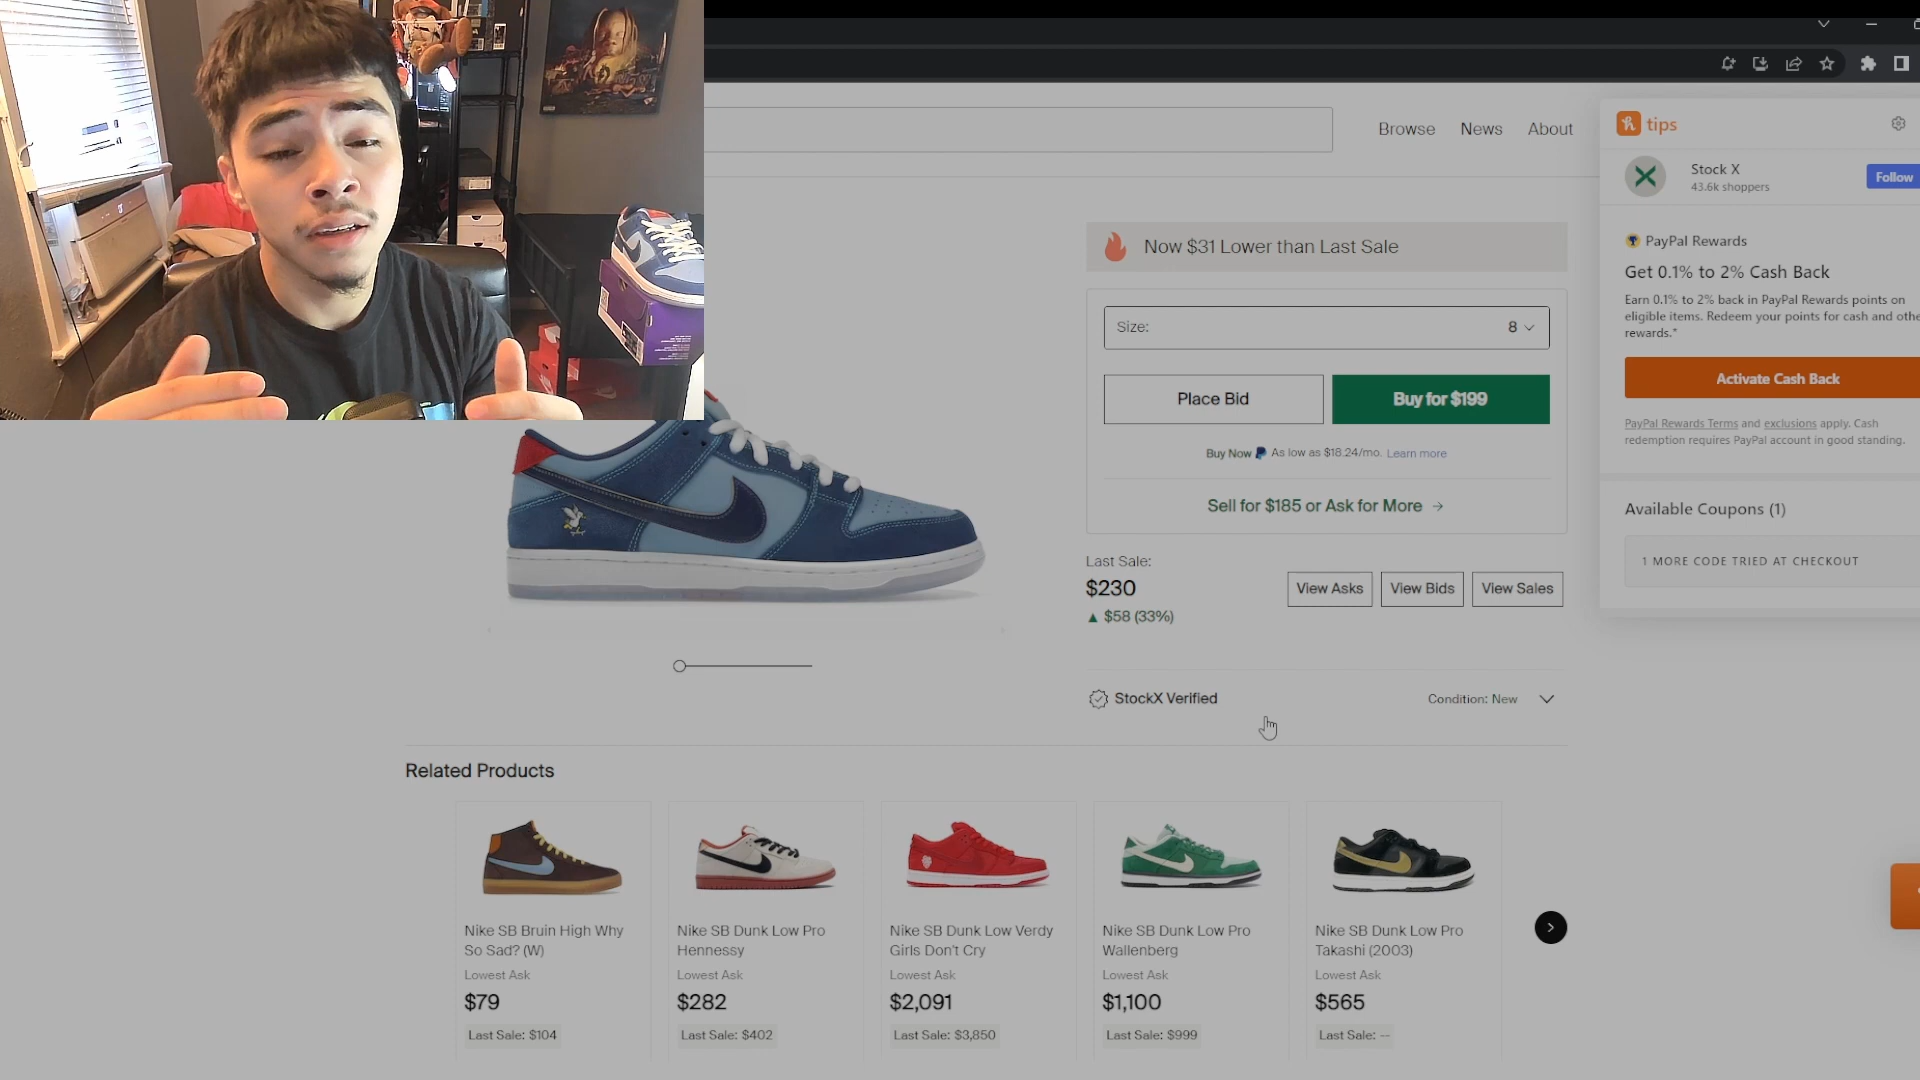 Browse News About
tips
Stock X
43.6k shoppers
Follow
Now $31 Lower than Last Sale
PayPal Rewards
Get 0.1% to 2% Cash Back
Earn 0.1% to 2% back in PayPal Rewards points on
eligible items. Redeem your points for cash and othe
rewards.*
Size: 8
Place Bid Buy for $199
Activate Cash Back
PayPal Rewards Terms and exclusions apply. Cash
redemption requires PayPal account in good standing.
Buy Now As low as $18.24/mo. Learn more
Sell for $185 or Ask for More
Available Coupons (1)
1 MORE CODE TRIED AT CHECKOUT
Last Sale:
$230
▲ $58 (33%)
View Asks View Bids View Sales
StockX Verified Condition: New
Related Products
Nike SB Bruin High Why
So Sad? (W)
Lowest Ask
$79
Last Sale: $104
Nike SB Dunk Low Pro
Hennessy
Lowest Ask
$282
Last Sale: $402
Nike SB Dunk Low Verdy
Girls Don't Cry
Lowest Ask
$2,091
Last Sale: $3,850
Nike SB Dunk Low Pro
Wallenberg
Lowest Ask
$1,100
Last Sale: $999
Nike SB Dunk Low Pro
Takashi (2003)
Lowest Ask
$565
Last Sale: --